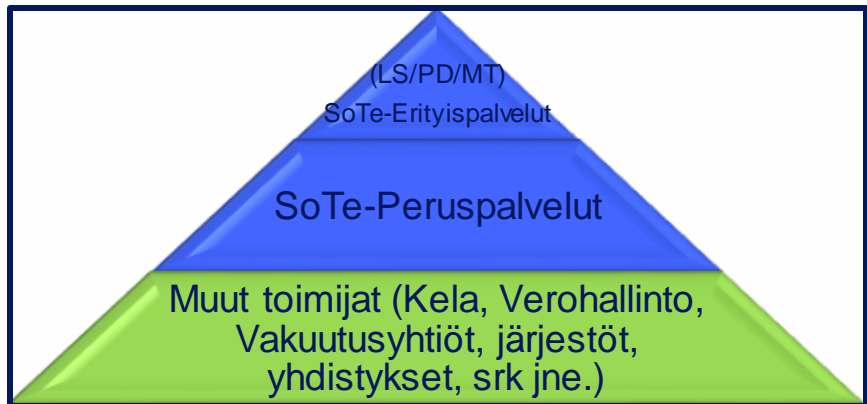 (LS/PD/MT)
SoTe-Erityispalvelut
SoTe-Peruspalvelut
Muut toimijat (Kela, Verohallinto,
Vakuutusyhtiöt, järjestöt,
yhdistykset, srk jne.)